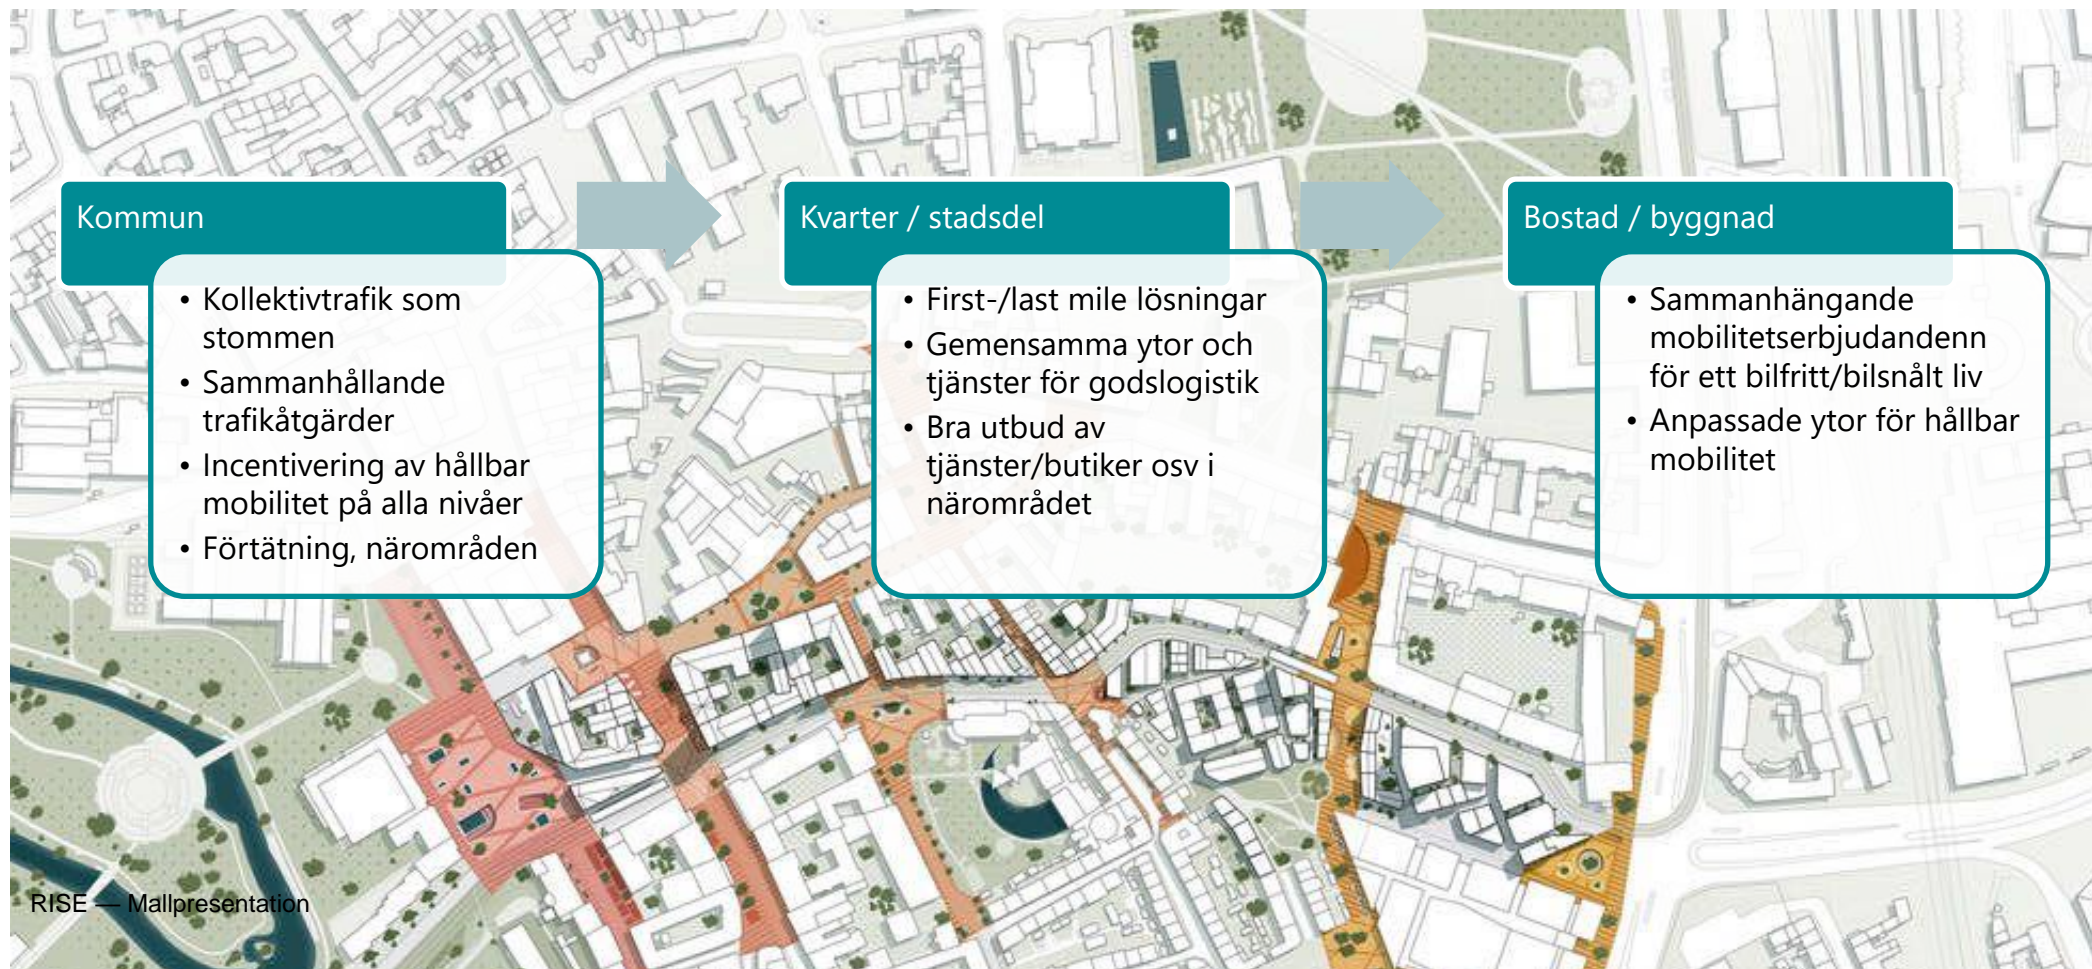 Kommun
• Kollektivtrafik som
stommen
• Sammanhållande
trafikåtgärder
• Incentivering av hållbar
mobilitet på alla nivåer
• Förtätning, närområden
Kvarter / stadsdel
• First-/last mile lösningar
• Gemensamma ytor och
tjänster för godslogistik
• Bra utbud av
tjänster/butiker osv i
närområdet
Bostad / byggnad
• Sammanhängande
mobilitetserbjudandenn
för ett bilfritt/bilsnålt liv
• Anpassade ytor för hållbar
mobilitet
RISE — Mallpresentation